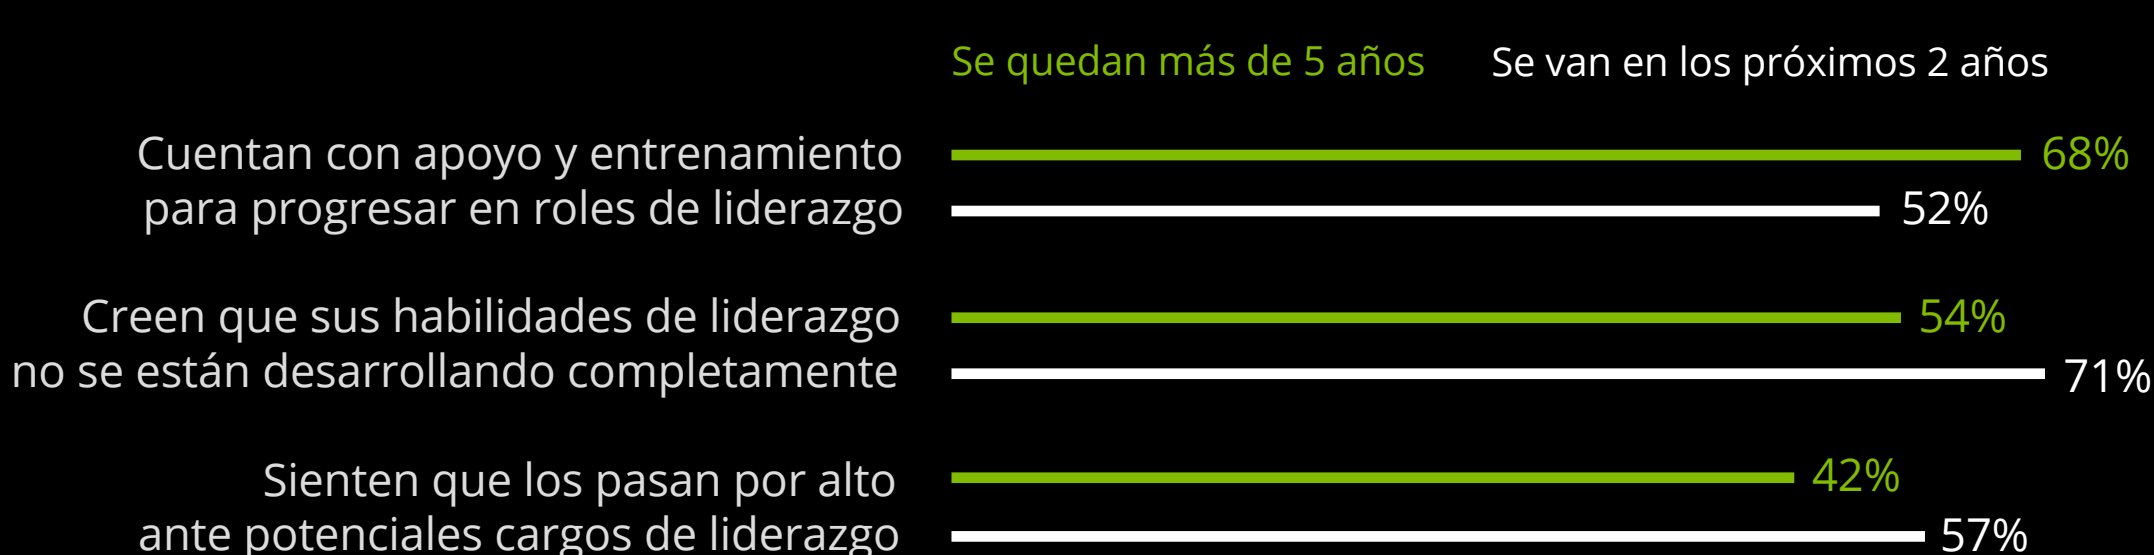 Se quedan más de 5 años Se van en los próximos 2 años
Cuentan con apoyo y entrenamiento
para progresar en roles de liderazgo
68%
52%
Creen que sus habilidades de liderazgo
no se están desarrollando completamente
54%
71%
Sienten que los pasan por alto
ante potenciales cargos de liderazgo
42%
57%